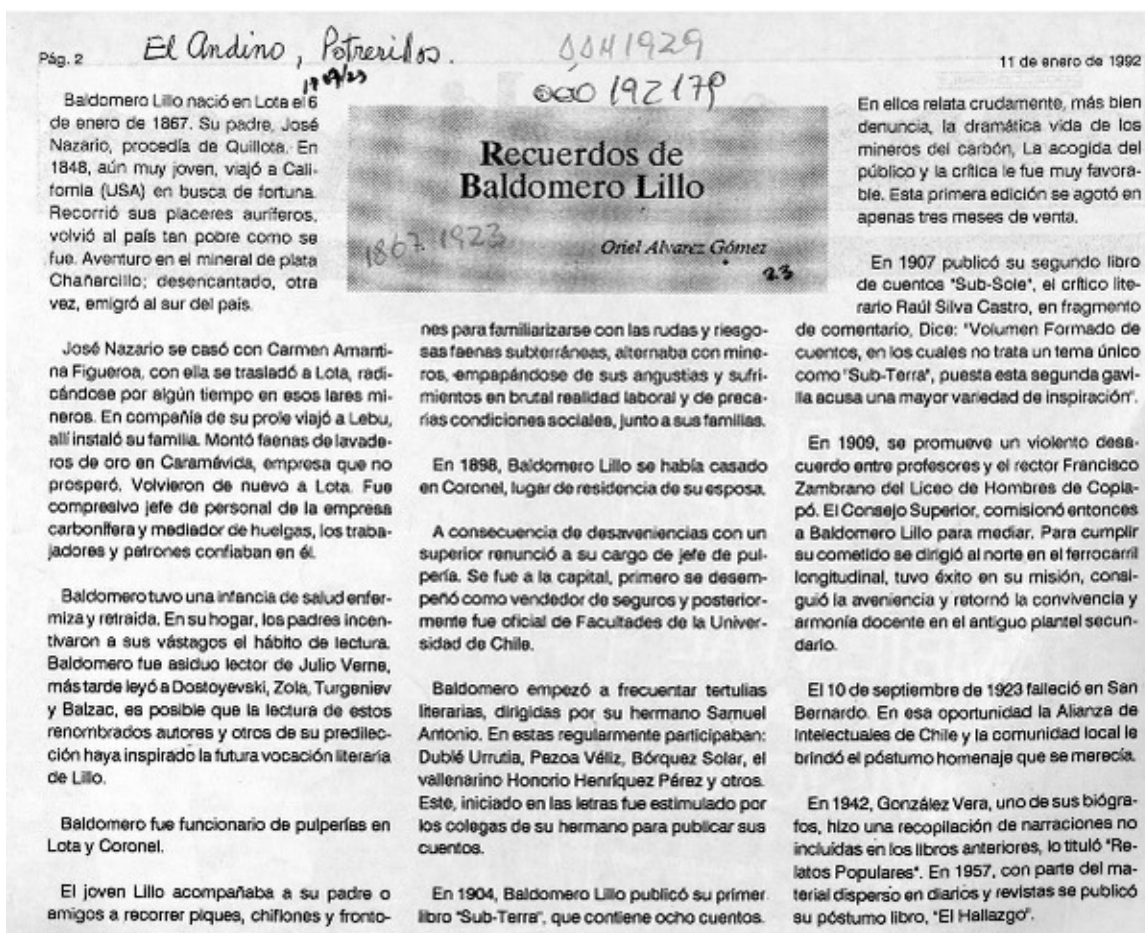 Pág. 2
El Andino, Potrerillos.
11 de enero de 1992
000 192179
Recuerdos de
Baldomero Lillo
1867. 1923
Oriel Alvarez Gómez
23
Baldomero Lillo nació en Lota el 6
de enero de 1867. Su padre, José
Nazario, procedía de Quillota. En
1848, aún muy joven, viajó a Cali-
fornia (USA) en busca de fortuna.
Recorrió sus placeres auríferos,
volvió al país tan pobre como se
fue. Aventuro en el mineral de plata
Chañarcillo; desencantado, otra
vez, emigró al sur del país.
José Nazario se casó con Carmen Amanti-
na Figueroa, con ella se trasladó a Lota, radi-
cándose por algún tiempo en esos lares mi-
neros. En compañía de su prole viajó a Lebu,
allí instaló su familia. Montó faenas de lavade-
ros de oro en Caramávida, empresa que no
prosperó. Volvieron de nuevo a Lota. Fue
compresivo jefe de personal de la empresa
carbonífera y mediador de huelgas, los traba-
jadores y patrones confiaban en él.
Baldomero tuvo una infancia de salud enfer-
miza y retraida. En su hogar, los padres incen-
tivaron a sus vástagos el hábito de lectura.
Baldomero fue asiduo lector de Julio Verne,
más tarde leyó a Dostoyevski, Zola, Turgeniev
y Balzac, es posible que la lectura de estos
renombrados autores y otros de su predilec-
ción haya inspirado la futura vocación literaria
de Lillo.
Baldomero fue funcionario de pulperías en
Lota y Coronel.
El joven Lillo acompañaba a su padre o
amigos a recorrer piques, chiflones y fronto-
nes para familiarizarse con las rudas y riesgo-
sas faenas subterráneas, alternaba con mine-
ros, empapándose de sus angustias y sufri-
mientos en brutal realidad laboral y de preca-
rias condiciones sociales, junto a sus familias.
En 1898, Baldomero Lillo se había casado
en Coronel, lugar de residencia de su esposa.
A consecuencia de desaveniencias con un
superior renunció a su cargo de jefe de pul-
pería. Se fue a la capital, primero se desem-
peñó como vendedor de seguros y posterior-
mente fue oficial de Facultades de la Univer-
sidad de Chile.
Baldomero empezó a frecuentar tertulias
literarias, dirigidas por su hermano Samuel
Antonio. En estas regularmente participaban:
Dublé Urrutia, Pezoa Véliz, Bórquez Solar, el
vallenarino Honorio Henríquez Pérez y otros.
Este, iniciado en las letras fue estimulado por
los colegas de su hermano para publicar sus
cuentos.
En 1904, Baldomero Lillo publicó su primer
libro "Sub-Terra", que contiene ocho cuentos.
En ellos relata crudamente, más bien
denuncia, la dramática vida de los
mineros del carbón, La acogida del
público y la crítica le fue muy favora-
ble. Esta primera edición se agotó en
apenas tres meses de venta.
En 1907 publicó su segundo libro
de cuentos "Sub-Sole", el crítico lite-
rario Raúl Silva Castro, en fragmento
de comentario, Dice: "Volumen Formado de
cuentos, en los cuales no trata un tema único
como "Sub-Terra", puesta esta segunda gavi-
lla acusa una mayor variedad de inspiración".
En 1909, se promueve un violento desa-
cuerdo entre profesores y el rector Francisco
Zambrano del Liceo de Hombres de Copia-
pó. El Consejo Superior, comisionó entonces
a Baldomero Lillo para mediar. Para cumplir
su cometido se dirigió al norte en el ferrocarril
longitudinal, tuvo éxito en su misión, consi-
guió la aveniencia y retornó la convivencia y
armonía docente en el antiguo plantel secun-
dario.
El 10 de septiembre de 1923 falleció en San
Bernardo. En esa oportunidad la Alianza de
Intelectuales de Chile y la comunidad local le
brindó el póstumo homenaje que se merecía.
En 1942, González Vera, uno de sus biógra-
fos, hizo una recopilación de narraciones no
incluidas en los libros anteriores, lo tituló "Re-
latos Populares". En 1957, con parte del ma-
terial disperso en diarios y revistas se publicó
su póstumo libro, "El Hallazgo".